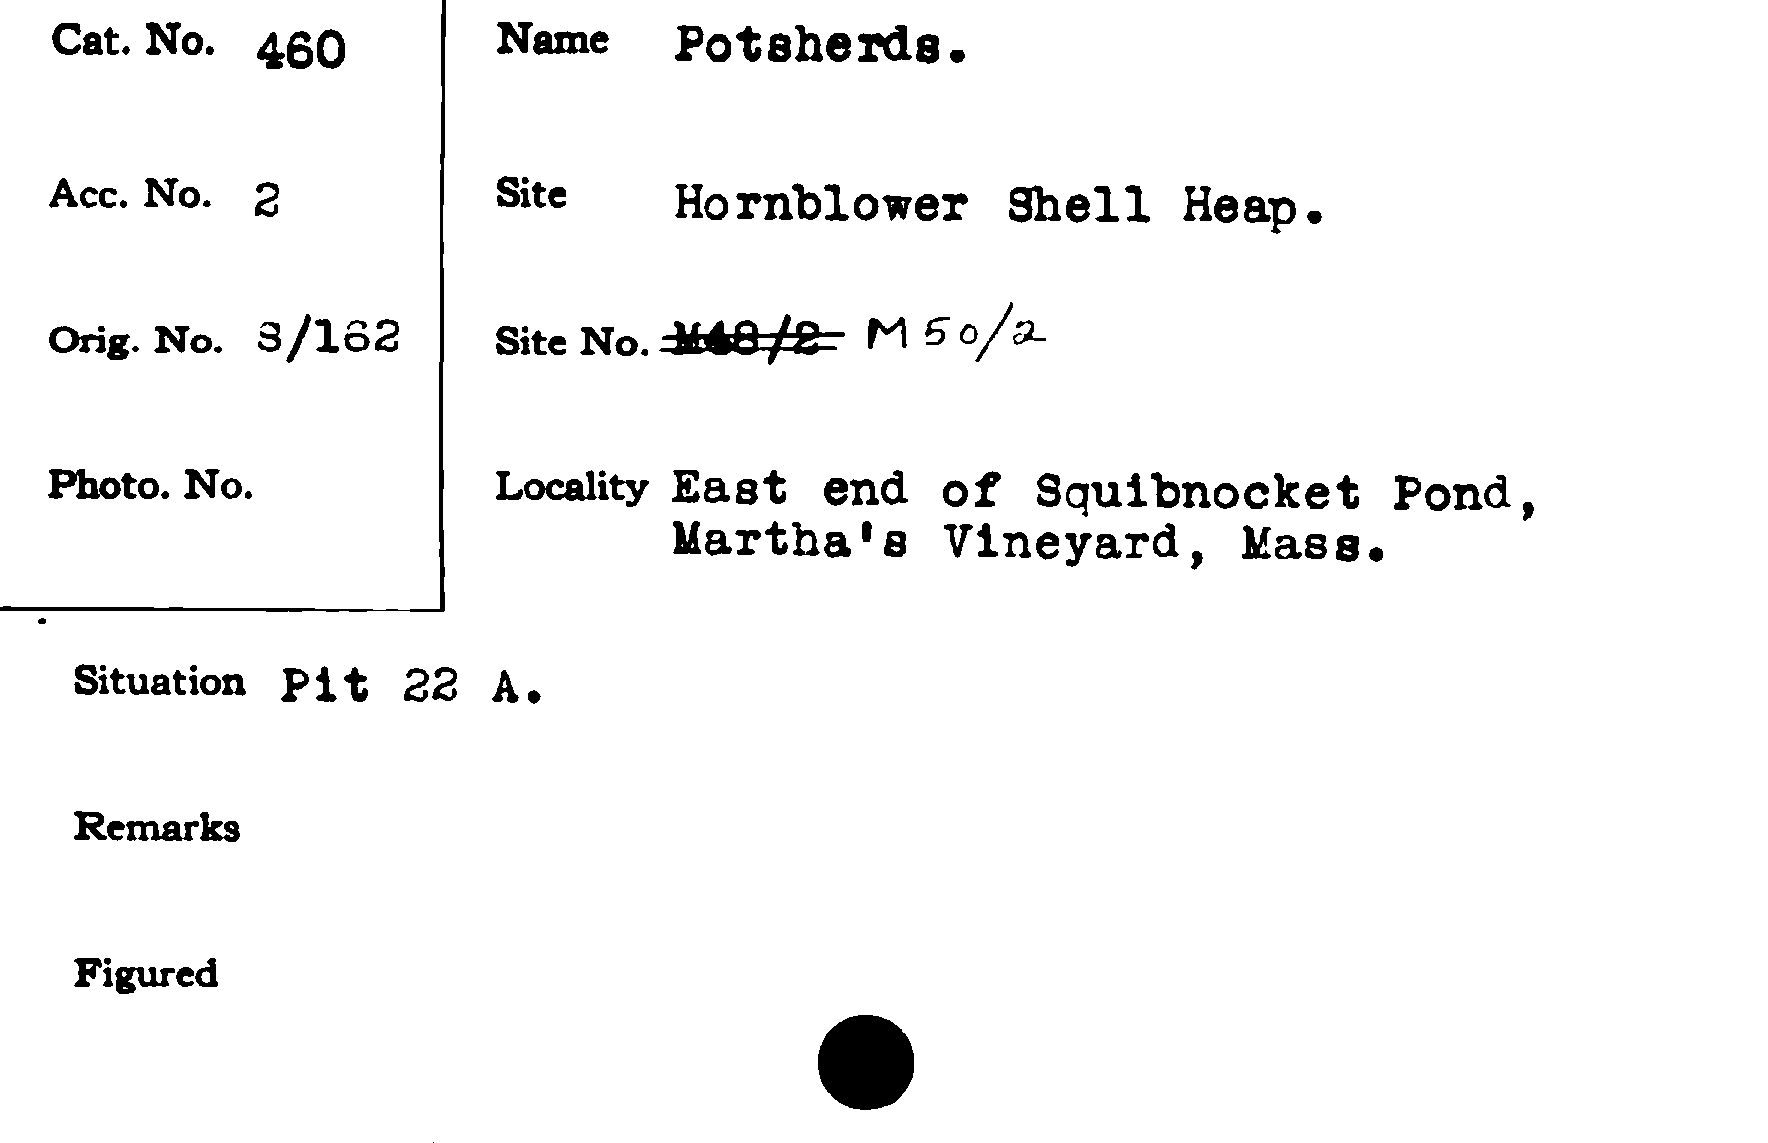 Cat. No. 460
Name Potsherds.
Acc. No. 2
Site Hornblower Shell Heap.
Orig. No. 8/162
Site No. M48/2 M50/2
Photo. No.
Locality East end of Squibnocket Pond,
Martha's Vineyard, Mass.
Situation Pit 22 A.
Remarks
Figured